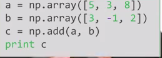 a = np.array([5, 3, 8])
b = np.array([3, -1, 2])
c = np.add(a, b)
print c